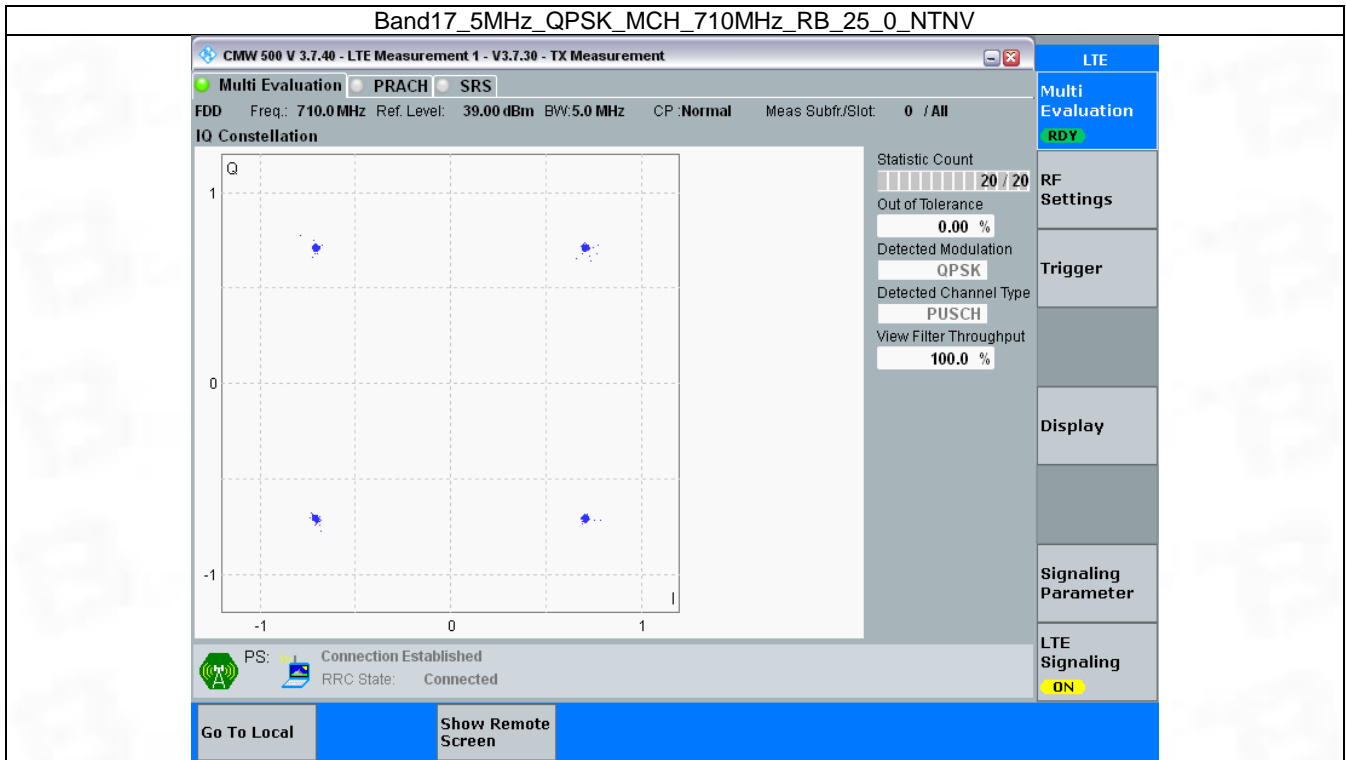 Band17_5MHz_QPSK_MCH_710MHz_RB_25_0_NTNV
CMW 500 V 3.7.40 - LTE Measurement 1 - V3.7.30 - TX Measurement
LTE
Multi Evaluation PRACH SRS
FDD Freq.: 710.0 MHz Ref. Level: 39.00 dBm BW:5.0 MHz CP :Normal Meas Subfr./Slot: 0 / All
IQ Constellation
Q
1
0
-1
I
-1 0 1
Statistic Count
20 / 20
Out of Tolerance
0.00 %
Detected Modulation
QPSK
Detected Channel Type
PUSCH
View Filter Throughput
100.0 %
Multi
Evaluation
RDY
RF
Settings
Trigger
Display
Signaling
Parameter
LTE
Signaling
ON
PS: Connection Established
RRC State: Connected
Go To Local
Show Remote
Screen